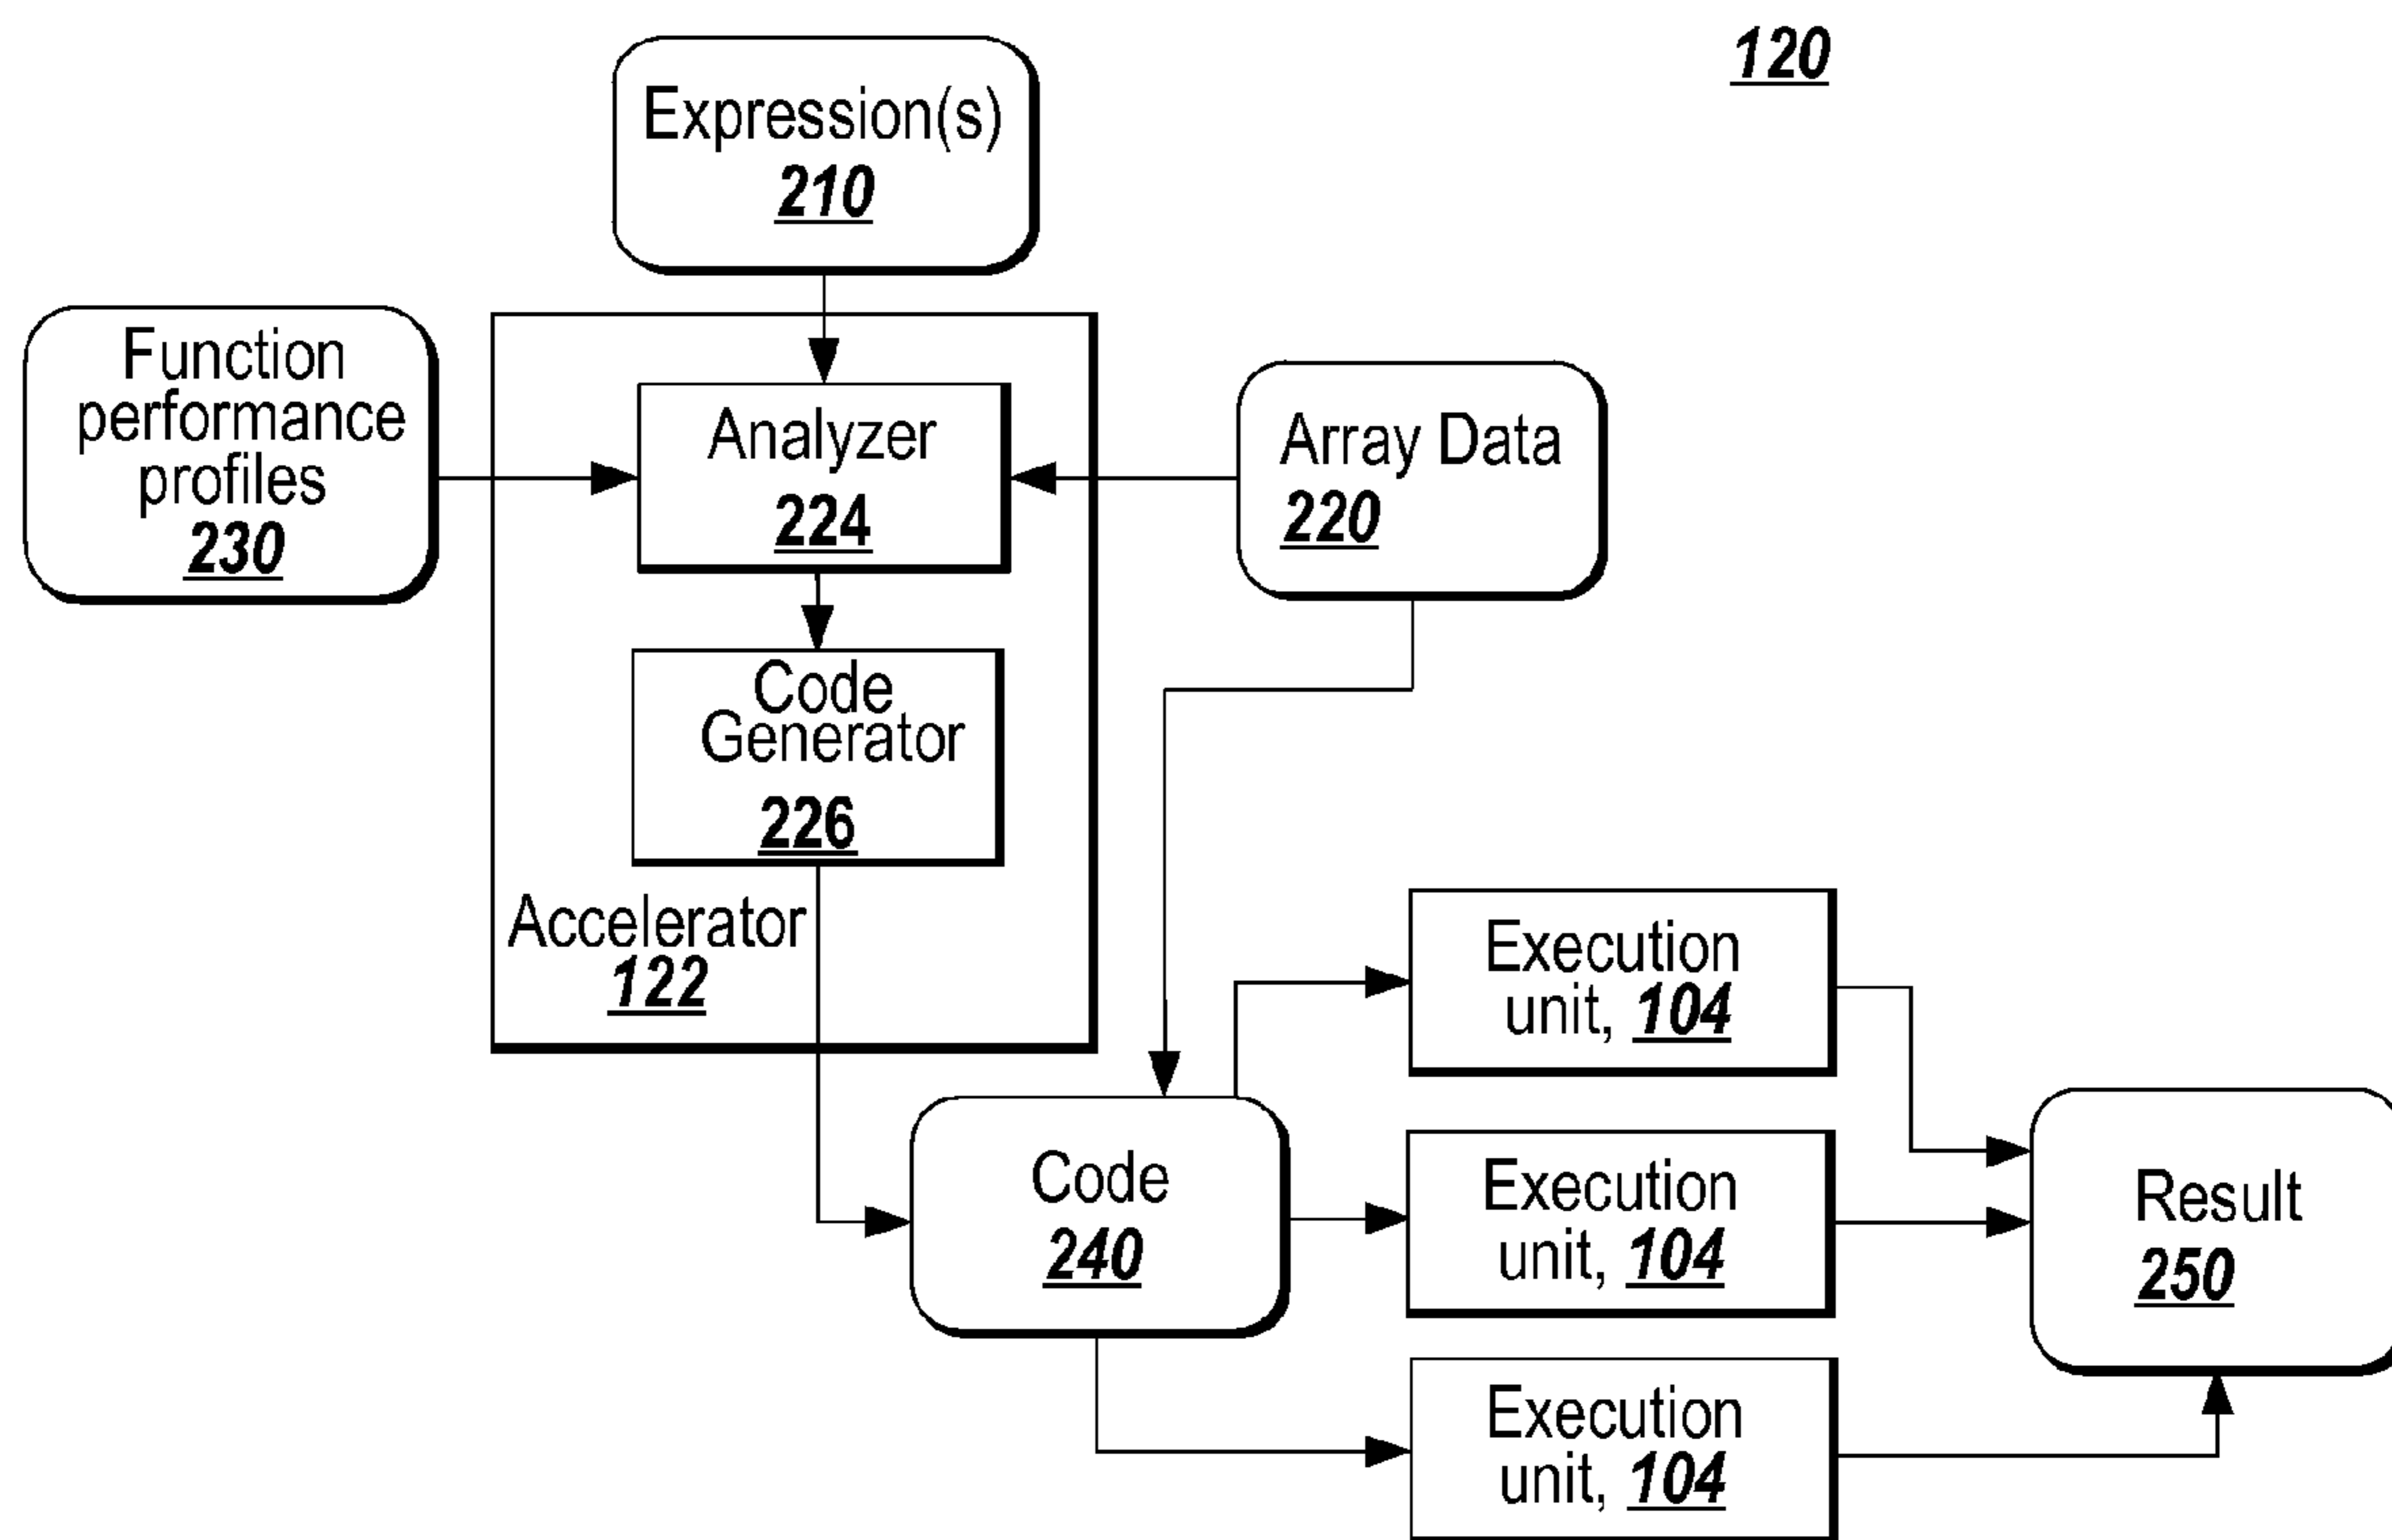 120
Expression(s)
210
Function
performance
profiles
230
Analyzer
224
Array Data
220
Code
Generator
226
Accelerator
122
Execution
unit, 104
Code
240
Execution
unit, 104
Result
250
Execution
unit, 104